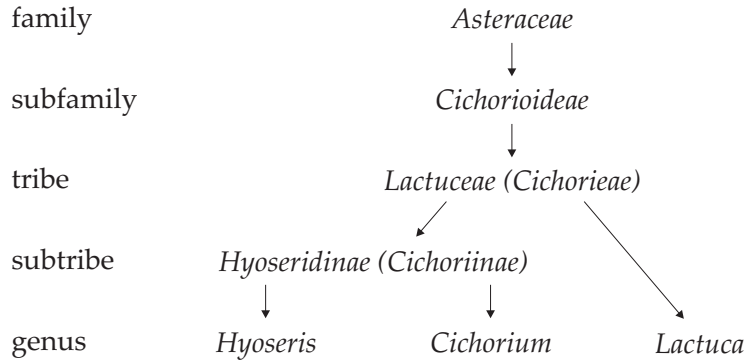 family Asteraceae
subfamily Cichorioideae
tribe Lactuceae (Cichorieae)
subtribe Hyoseridinae (Cichoriinae)
genus Hyoseris Cichorium Lactuca